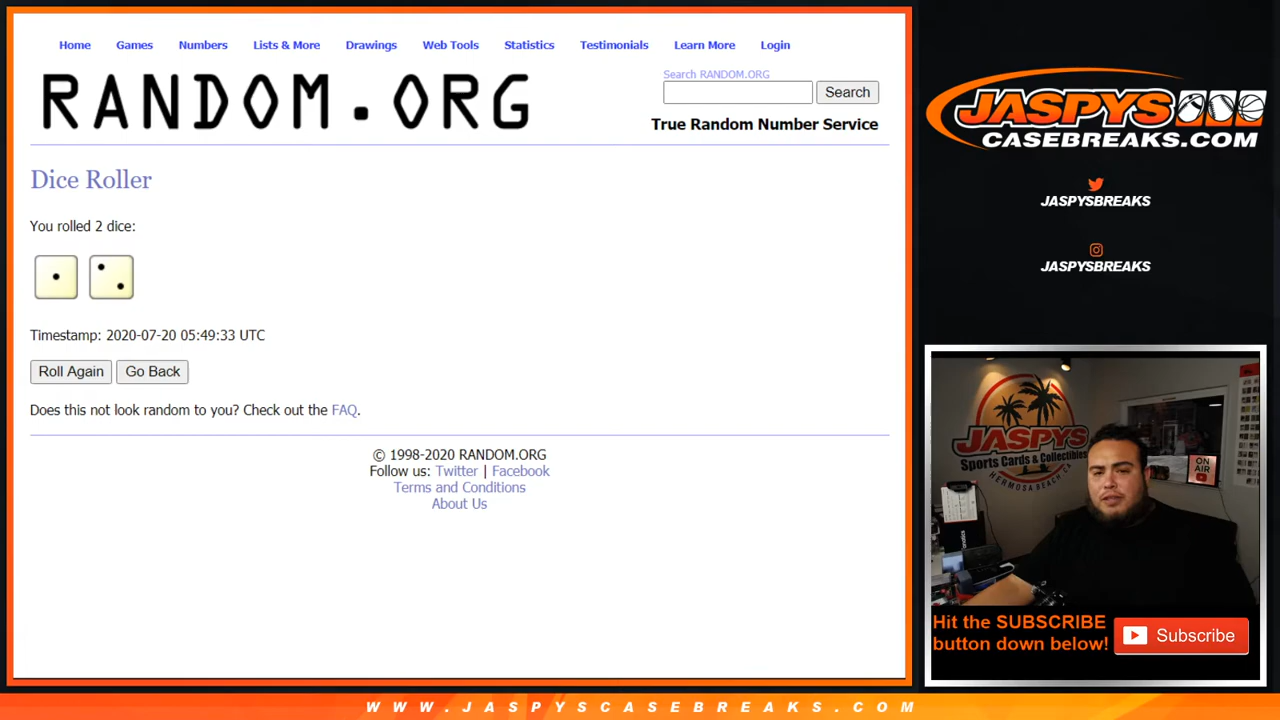 Home Games Numbers Lists & More Drawings Web Tools Statistics Testimonials Learn More Login
RANDOM.ORG
Search RANDOM.ORG
Search
True Random Number Service
Dice Roller
You rolled 2 dice:
Timestamp: 2020-07-20 05:49:33 UTC
Roll Again Go Back
Does this not look random to you? Check out the FAQ.
© 1998-2020 RANDOM.ORG
Follow us: Twitter | Facebook
Terms and Conditions
About Us
JASPYS
CASEBREAKS.COM
JASPYSBREAKS
JASPYSBREAKS
JASPYS
Sports Cards & Collectibles
HERMOSA BEACH, CA
ON
AIR
Hit the SUBSCRIBE
button down below!
Subscribe
WWW.JASPYSCASEBREAKS.COM